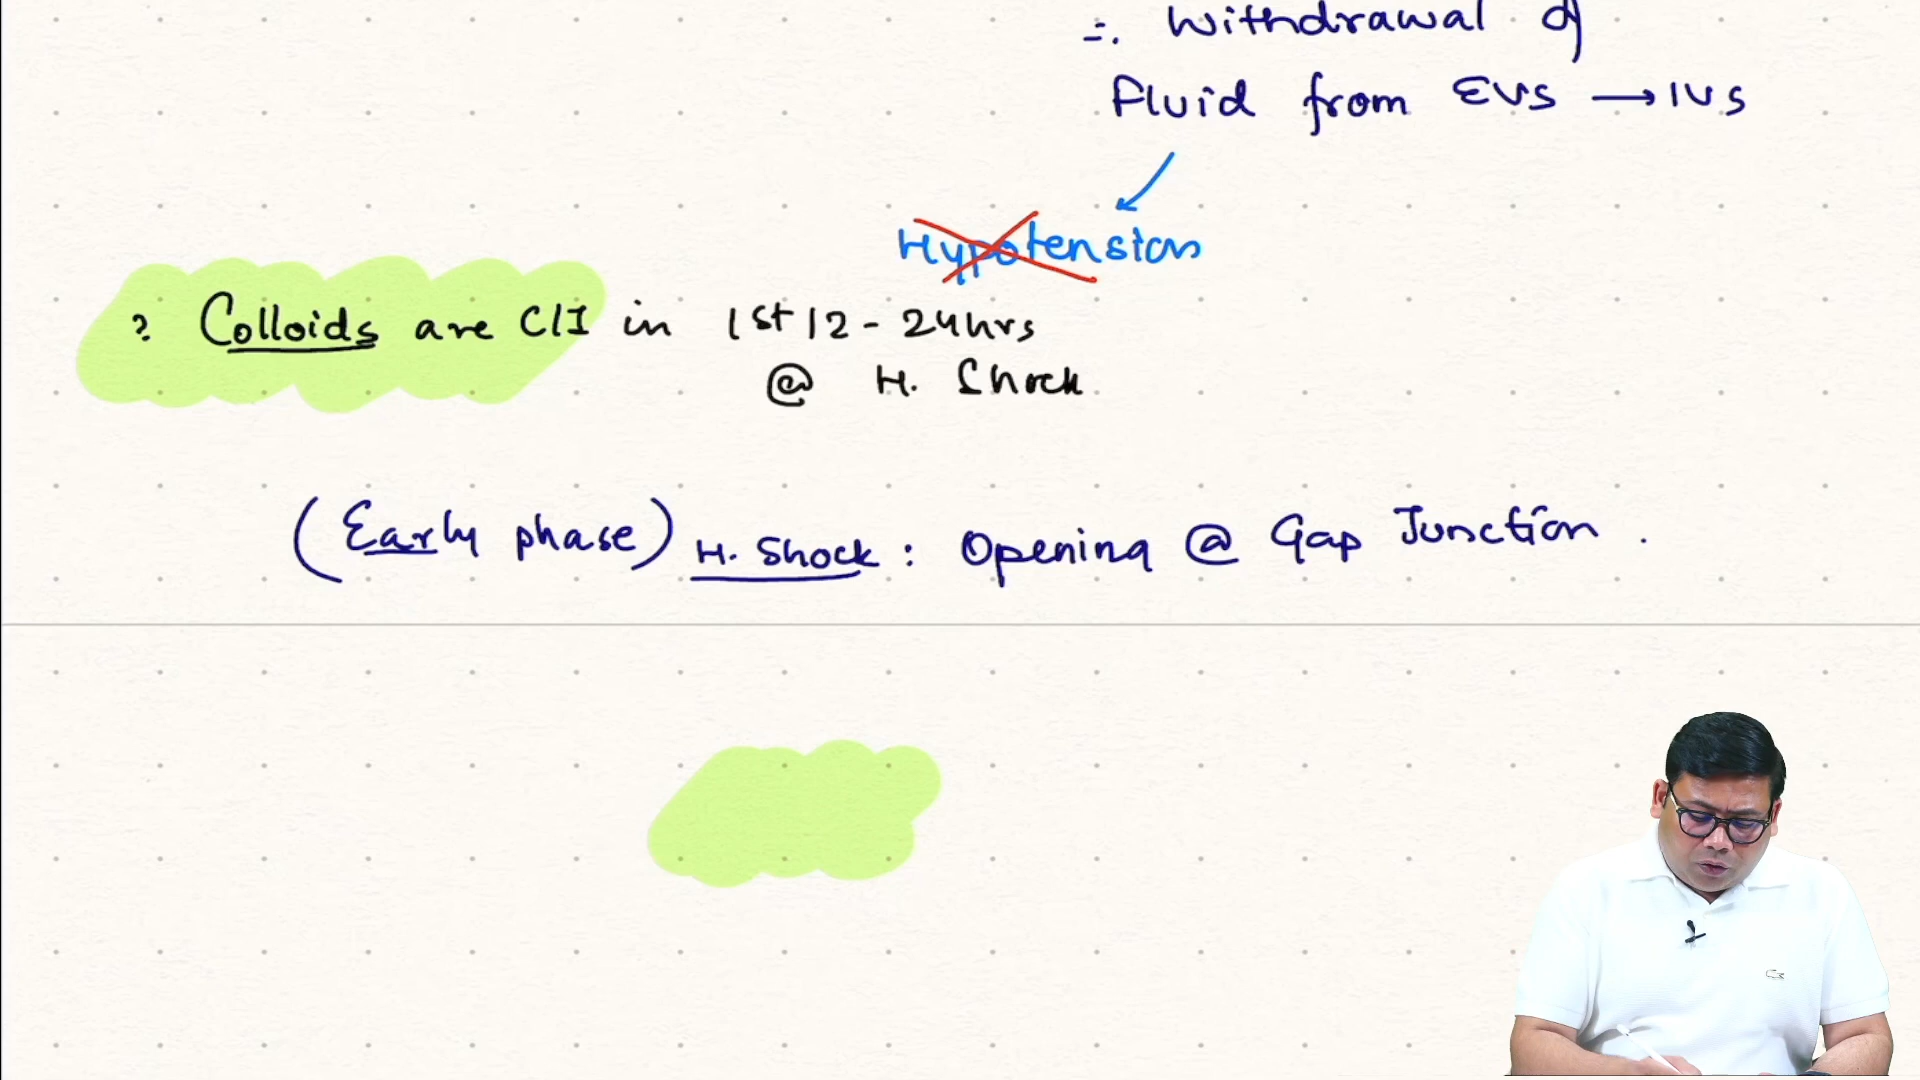 ∴ Withdrawal of
Fluid from EVS → IVS
Hypotension
? Colloids are C/I in 1st 12 - 24hrs
@ H. Shock
(Early phase) H. Shock : Opening @ Gap Junction .